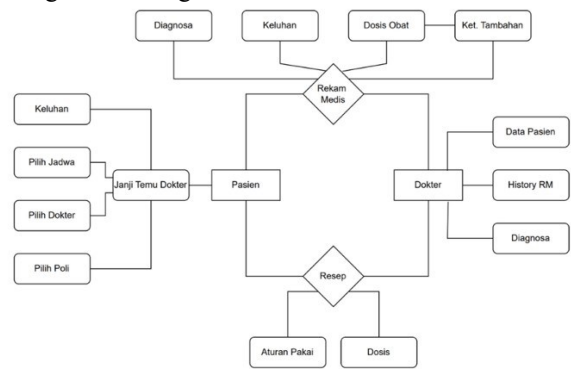 Diagnosa
Keluhan
Dosis Obat
Ket. Tambahan
Rekam
Medis
Keluhan
Pilih Jadwa
Pilih Dokter
Pilih Poli
Janji Temu Dokter
Pasien
Dokter
Data Pasien
History RM
Diagnosa
Resep
Aturan Pakai
Dosis